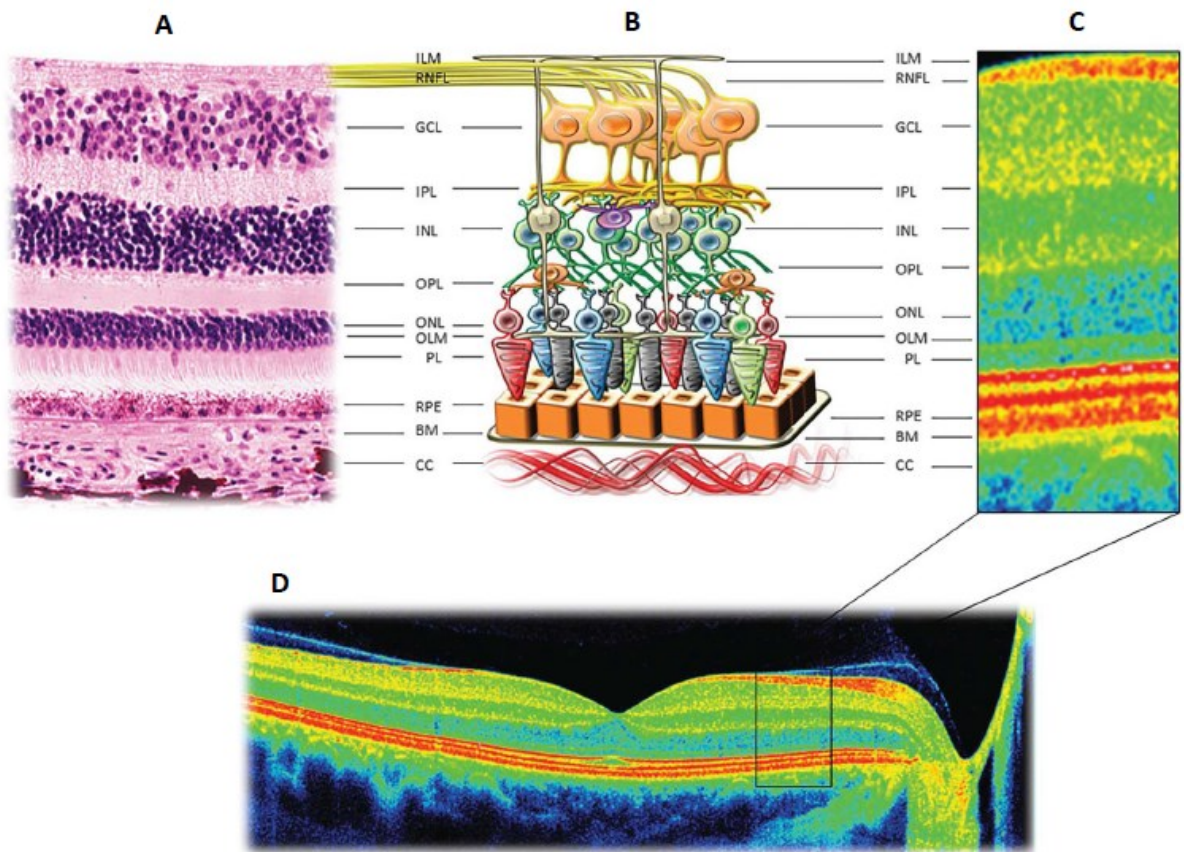 A B C
ILM ILM
RNFL RNFL
GCL GCL
IPL IPL
INL INL
OPL OPL
ONL ONL
OLM OLM
PL PL
RPE RPE
BM BM
CC CC
D